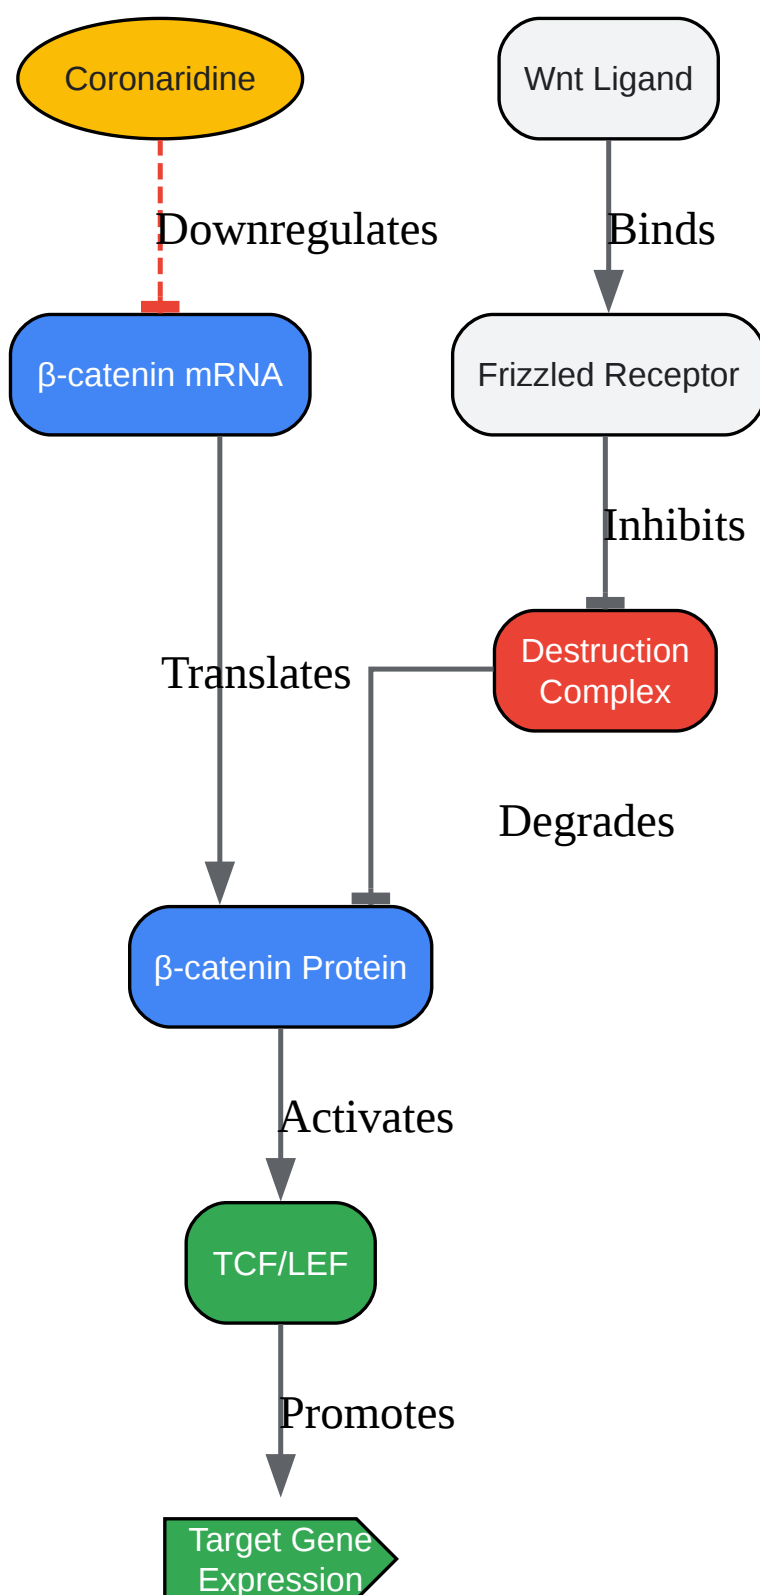 Coronaridine
Wnt Ligand
Downregulates
Binds
β-catenin mRNA
Frizzled Receptor
Inhibits
Translates
Destruction
Complex
Degrades
β-catenin Protein
Activates
TCF/LEF
Promotes
Target Gene
Expression